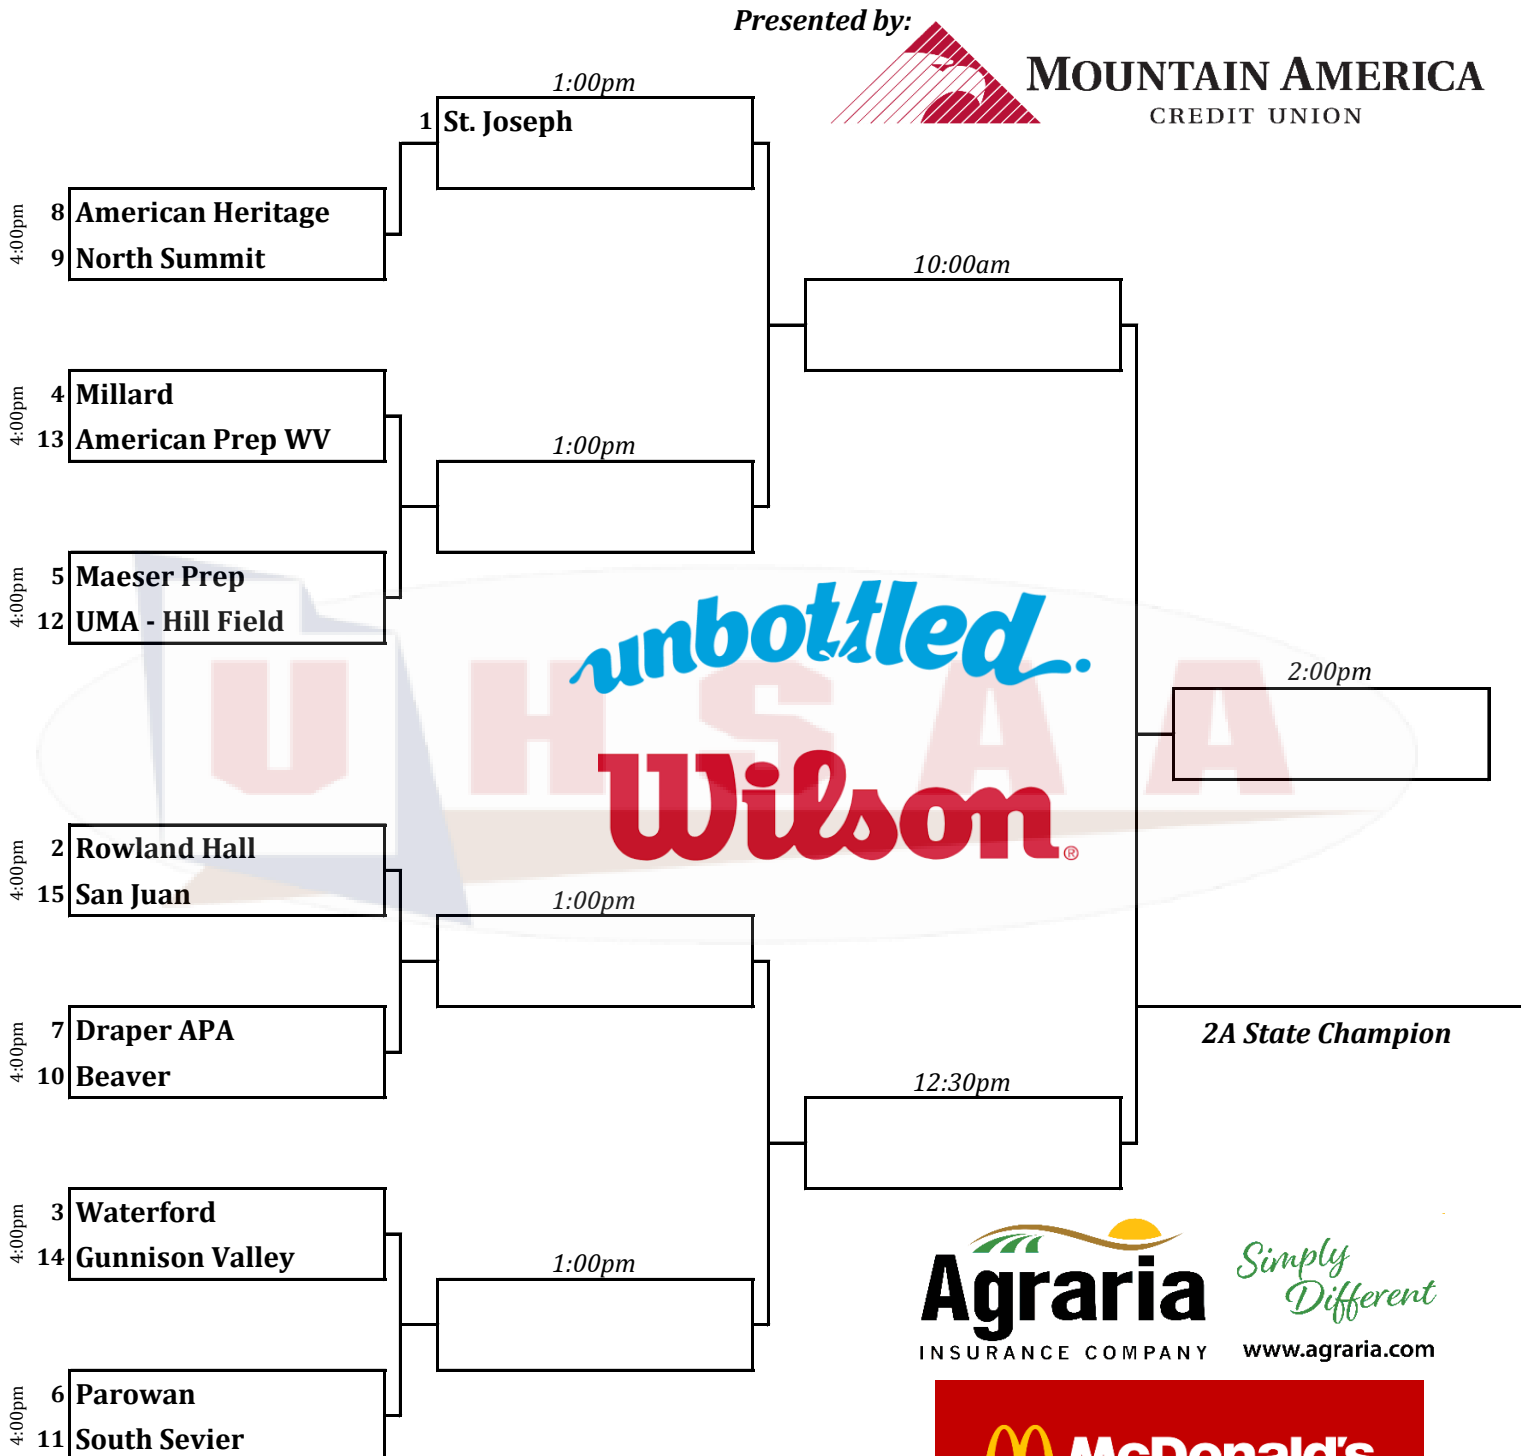 Presented by:
MOUNTAIN AMERICA
CREDIT UNION
1:00pm
1 St. Joseph
4:00pm
8 American Heritage
9 North Summit
10:00am
4:00pm
4 Millard
13 American Prep WV
1:00pm
4:00pm
5 Maeser Prep
12 UMA - Hill Field
unbottled.
UHSAA
2:00pm
Wilson®
4:00pm
2 Rowland Hall
15 San Juan
1:00pm
4:00pm
7 Draper APA
10 Beaver
2A State Champion
12:30pm
4:00pm
3 Waterford
14 Gunnison Valley
1:00pm
Agraria
INSURANCE COMPANY
Simply
Different
www.agraria.com
4:00pm
6 Parowan
11 South Sevier
McDonald's